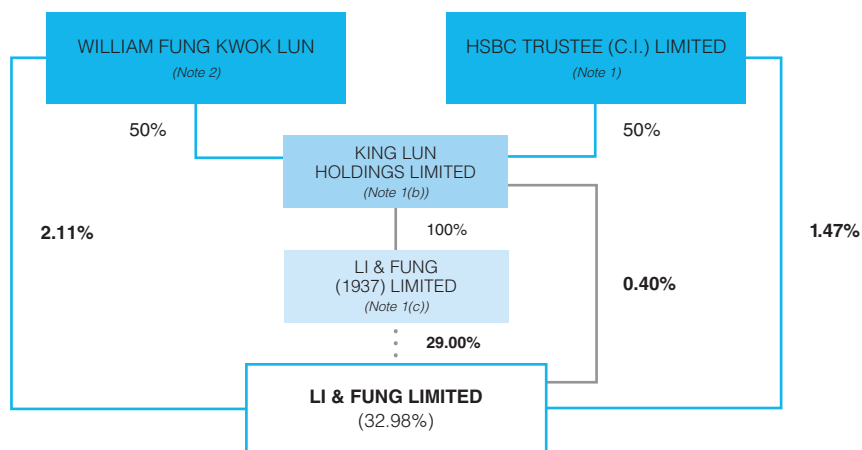 WILLIAM FUNG KWOK LUN
(Note 2)
HSBC TRUSTEE (C.I.) LIMITED
(Note 1)
50%
50%
KING LUN
HOLDINGS LIMITED
(Note 1(b))
2.11%
100%
1.47%
LI & FUNG
(1937) LIMITED
(Note 1(c))
0.40%
29.00%
LI & FUNG LIMITED
(32.98%)